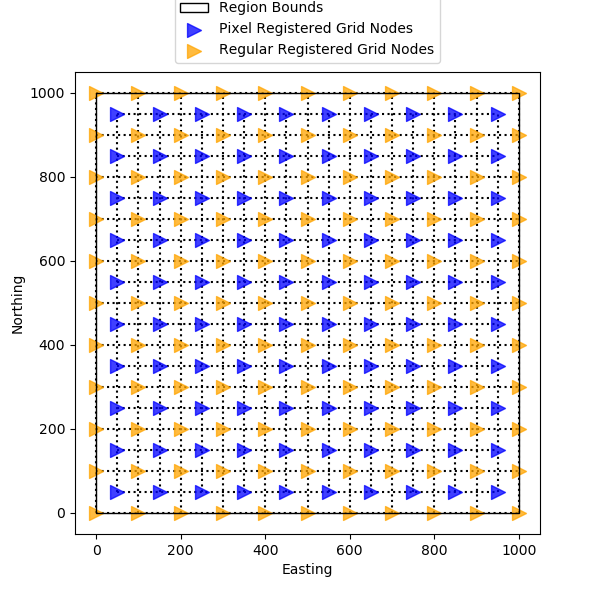 Region Bounds
Pixel Registered Grid Nodes
Regular Registered Grid Nodes
1000
800
600
400
200
0
Northing
0 200 400 600 800 1000
Easting